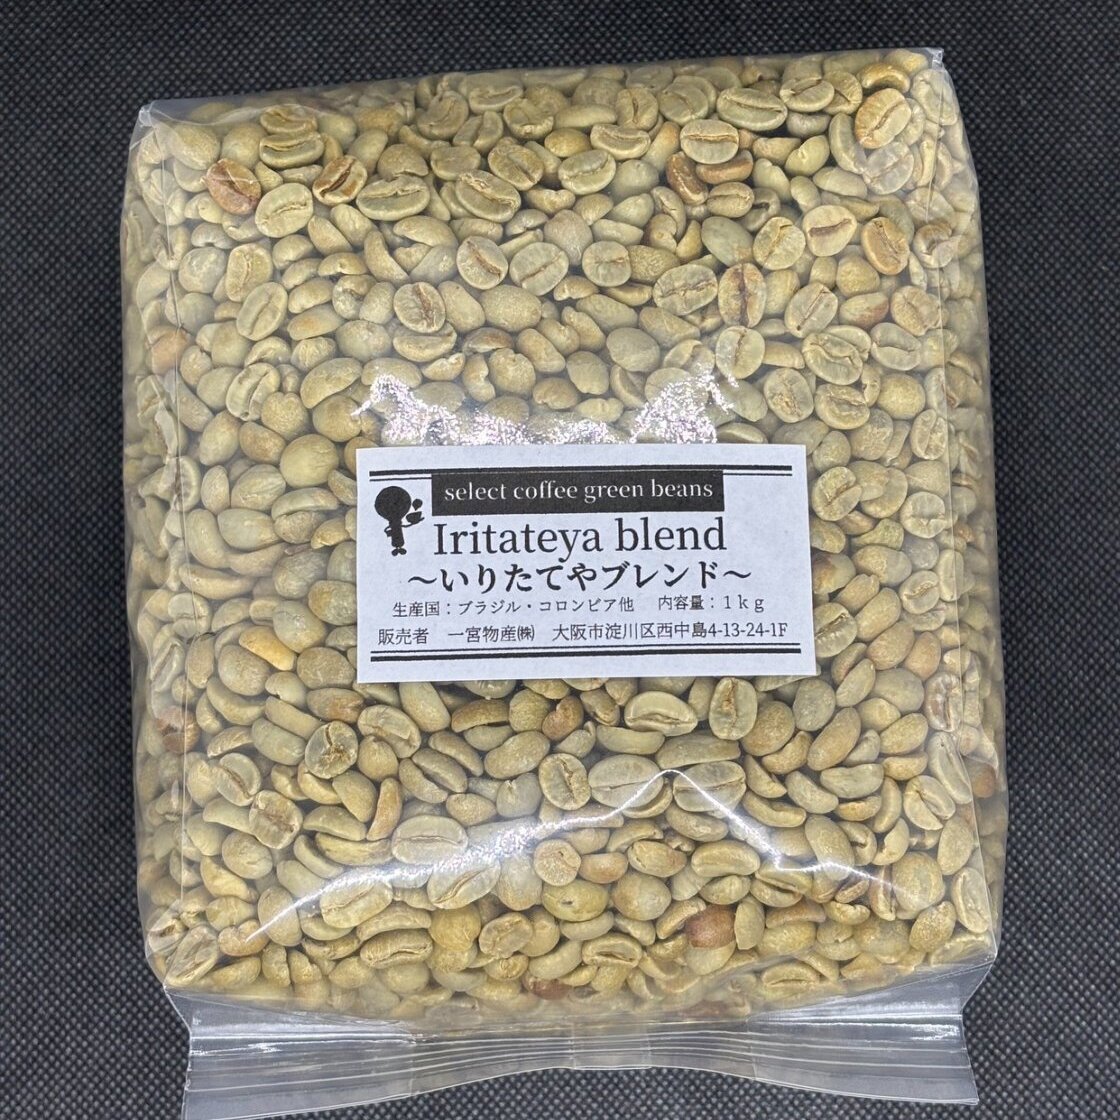 select coffee green beans
Iritateya blend
～いりたてやブレンド～
生産国：ブラジル・コロンビア他　内容量：１ｋｇ
販売者　一宮物産㈱　大阪市淀川区西中島4-13-24-1F